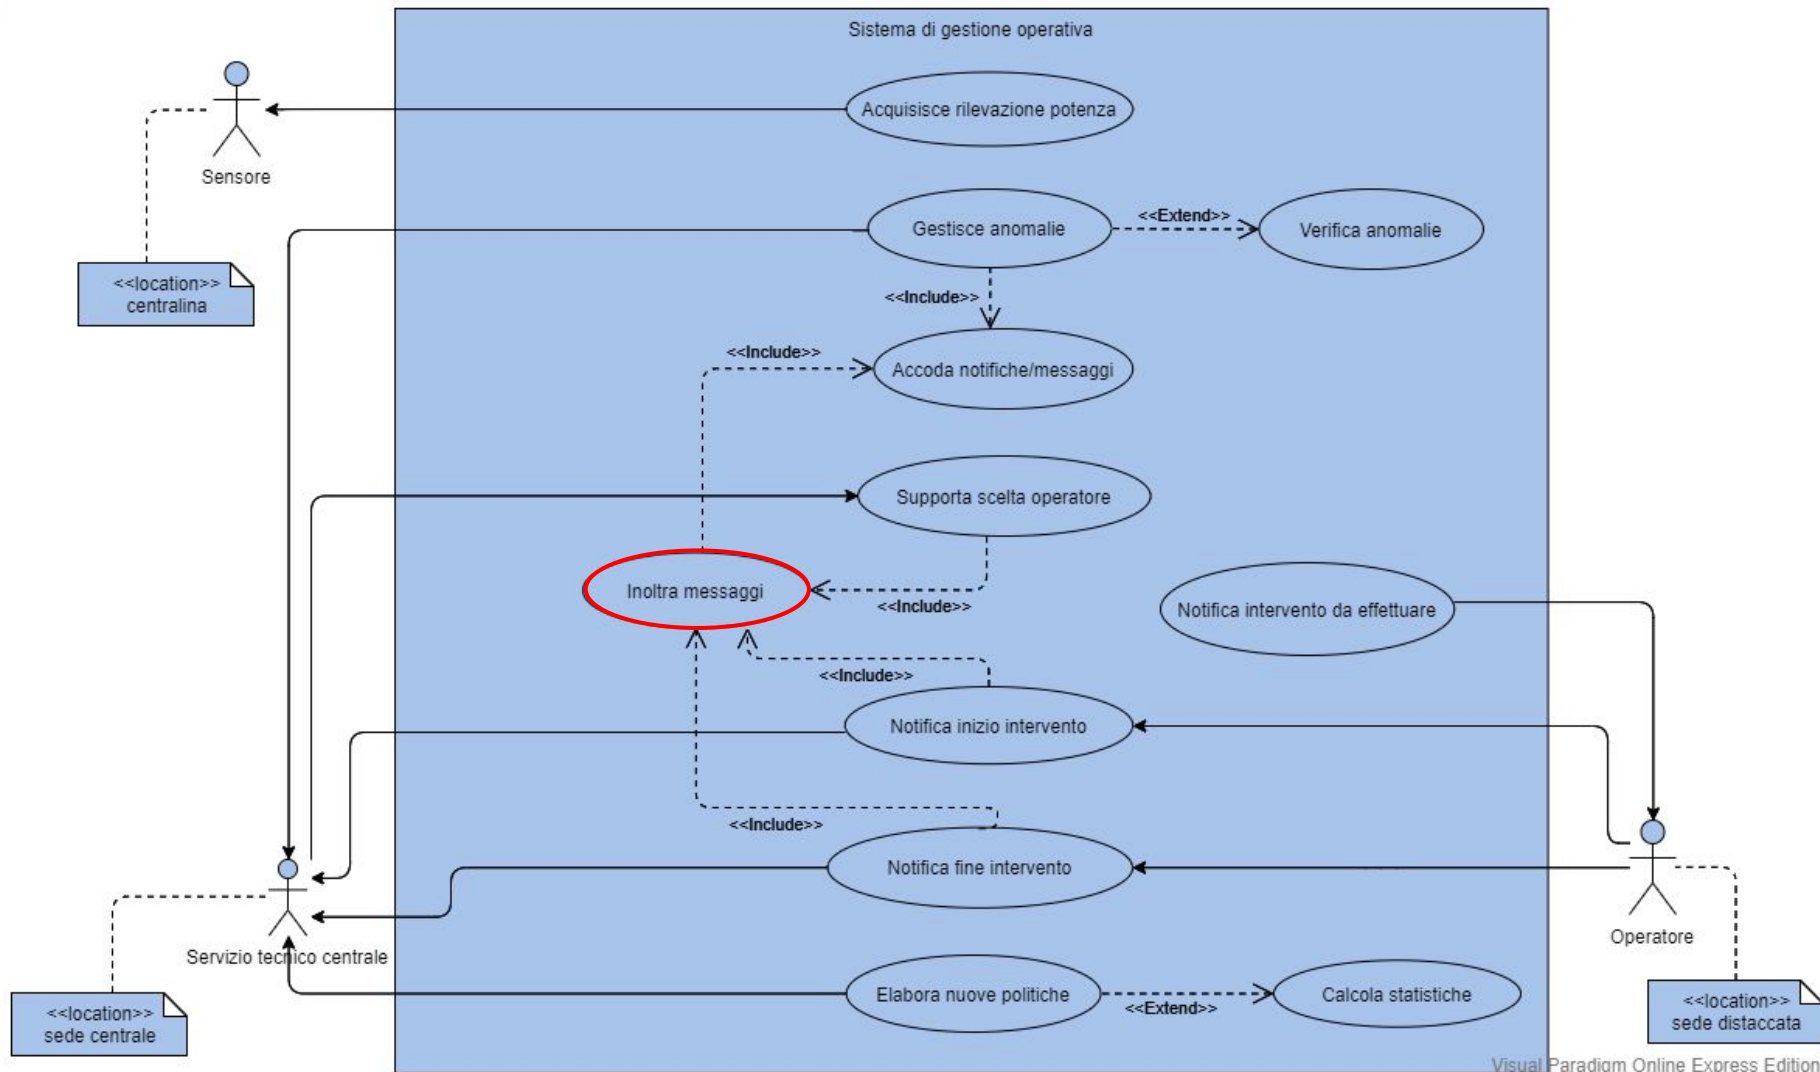 Sistema di gestione operativa
Acquisisce rilevazione potenza
Sensore
Gestisce anomalie
<<Extend>>
Verifica anomalie
<<location>>
centralina
<<Include>>
<<Include>>
Accoda notifiche/messaggi
Supporta scelta operatore
Inoltra messaggi
<<Include>>
Notifica intervento da effettuare
<<Include>>
Notifica inizio intervento
<<Include>>
Notifica fine intervento
Operatore
Servizio tecnico centrale
Elabora nuove politiche
<<Extend>>
Calcola statistiche
<<location>>
sede centrale
<<location>>
sede distaccata
Visual Paradigm Online Express Edition